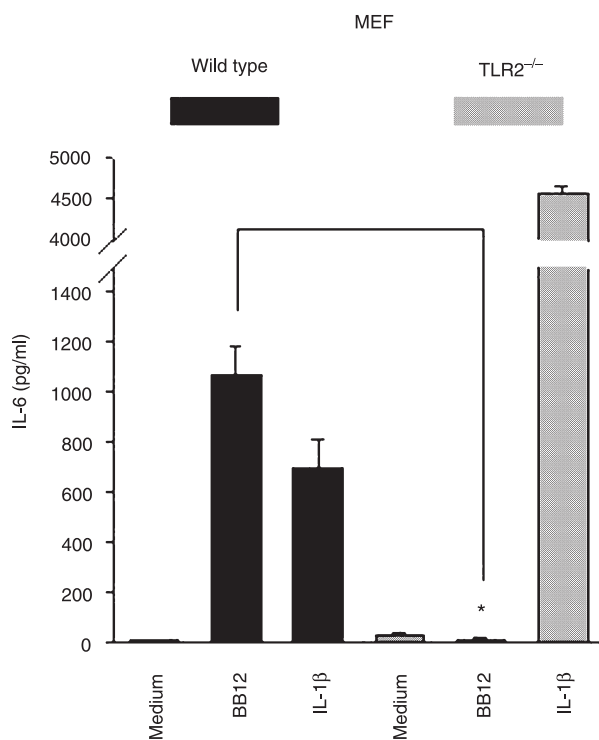 MEF
Wild type
TLR2⁻/⁻
IL-6 (pg/ml)
5000
4500
4000
1400
1200
1000
800
600
400
200
0
*
Medium
BB12
IL-1β
Medium
BB12
IL-1β